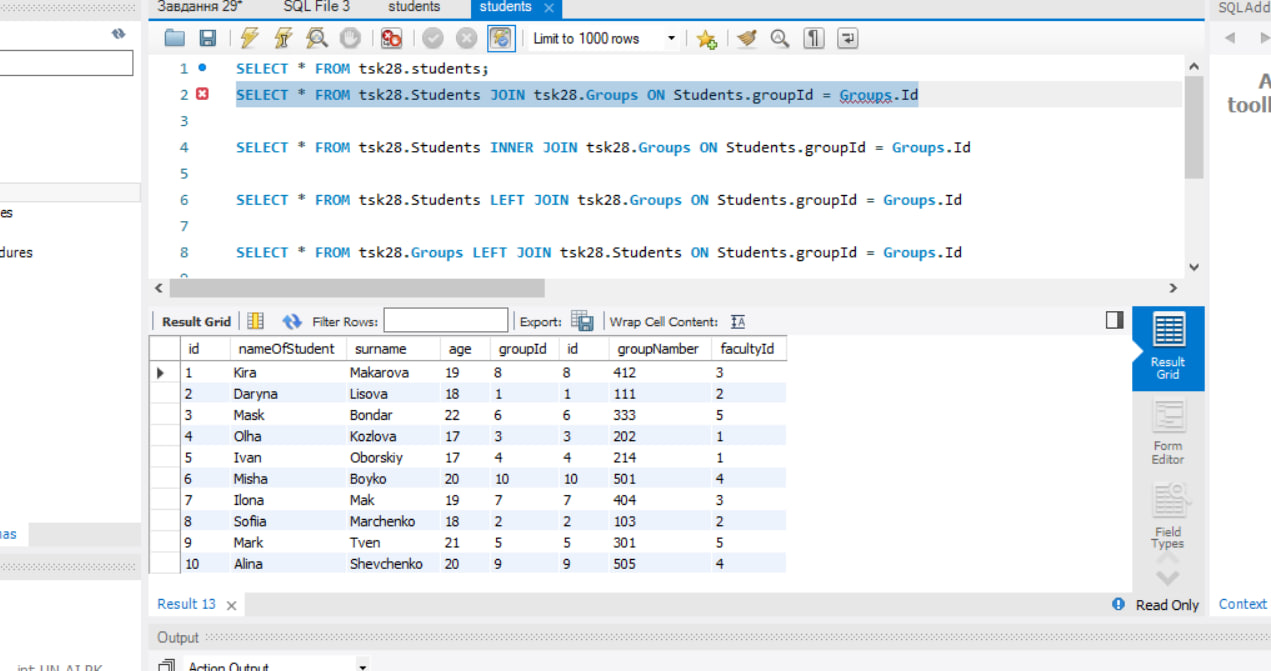 Завдання 29* SQL File 3 students students × SQLAdd
Limit to 1000 rows
1 SELECT * FROM tsk28.students;
2 SELECT * FROM tsk28.Students JOIN tsk28.Groups ON Students.groupId = Groups.Id
3
4 SELECT * FROM tsk28.Students INNER JOIN tsk28.Groups ON Students.groupId = Groups.Id
5
6 SELECT * FROM tsk28.Students LEFT JOIN tsk28.Groups ON Students.groupId = Groups.Id
7
8 SELECT * FROM tsk28.Groups LEFT JOIN tsk28.Students ON Students.groupId = Groups.Id
A
tooll
es
dures
as
Result Grid Filter Rows: Export: Wrap Cell Content:
id nameOfStudent surname age groupId id groupNamber facultyId
1 Kira Makarova 19 8 8 412 3
2 Daryna Lisova 18 1 1 111 2
3 Mask Bondar 22 6 6 333 5
4 Olha Kozlova 17 3 3 202 1
5 Ivan Oborskiy 17 4 4 214 1
6 Misha Boyko 20 10 10 501 4
7 Ilona Mak 19 7 7 404 3
8 Sofiia Marchenko 18 2 2 103 2
9 Mark Tven 21 5 5 301 5
10 Alina Shevchenko 20 9 9 505 4
Result
Grid
Form
Editor
Field
Types
Result 13 × Read Only Context
Output
Action Output
int UN AI PK